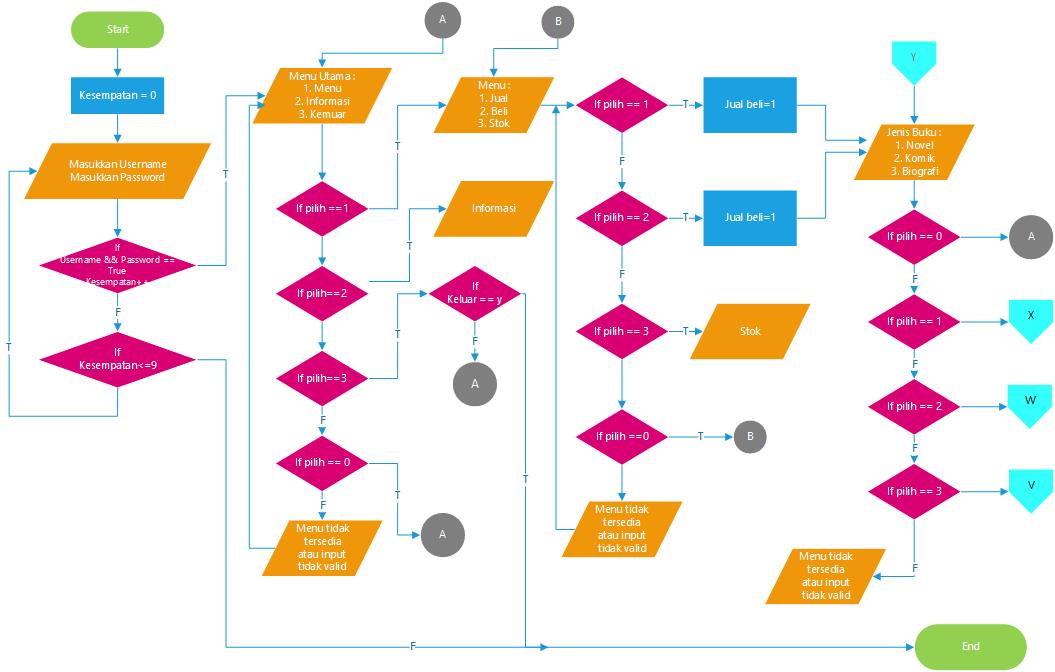 Start
Kesempatan = 0
Masukkan Username
Masukkan Password
If
Username && Password ==
True
Kesempatan++
T
F
If
Kesempatan<=9
T
F
A
Menu Utama :
1. Menu
2. Informasi
3. Kemuar
If pilih ==1
T
If pilih==2
T
Informasi
If pilih==3
T
F
If
Keluar == y
F
A
T
If pilih == 0
T
A
F
Menu tidak
tersedia
atau input
tidak valid
B
Menu :
1. Jual
2. Beli
3. Stok
If pilih == 1
T
Jual beli=1
F
If pilih == 2
T
Jual beli=1
F
If pilih == 3
T
Stok
If pilih ==0
T
B
Menu tidak
tersedia
atau input
tidak valid
Y
Jenis Buku :
1. Novel
2. Komik
3. Biografi
If pilih == 0
A
F
If pilih == 1
X
F
If pilih == 2
W
F
If pilih == 3
V
F
Menu tidak
tersedia
atau input
tidak valid
End